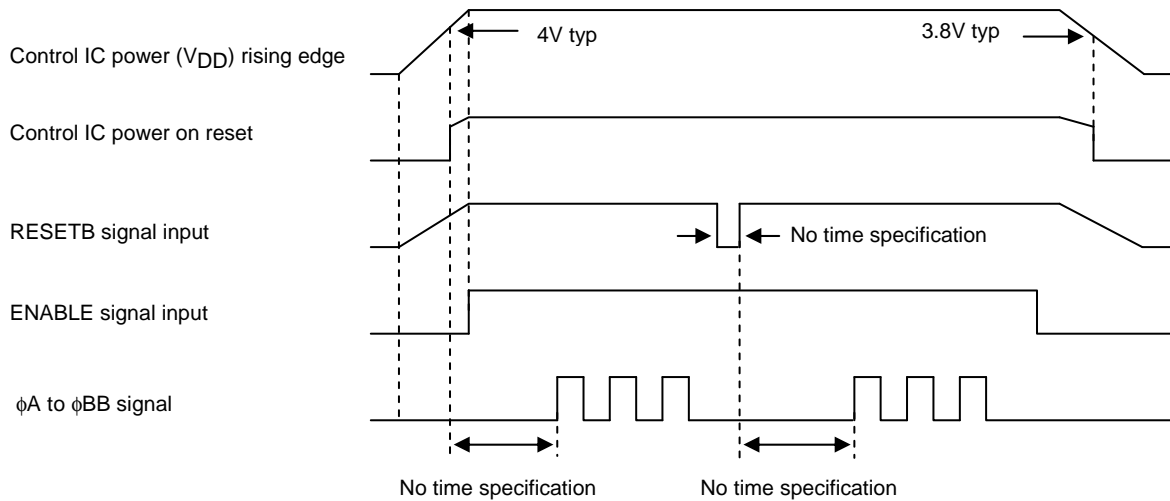 4V typ
3.8V typ
Control IC power (VDD) rising edge
Control IC power on reset
RESETB signal input
No time specification
ENABLE signal input
ϕA to ϕBB signal
No time specification
No time specification